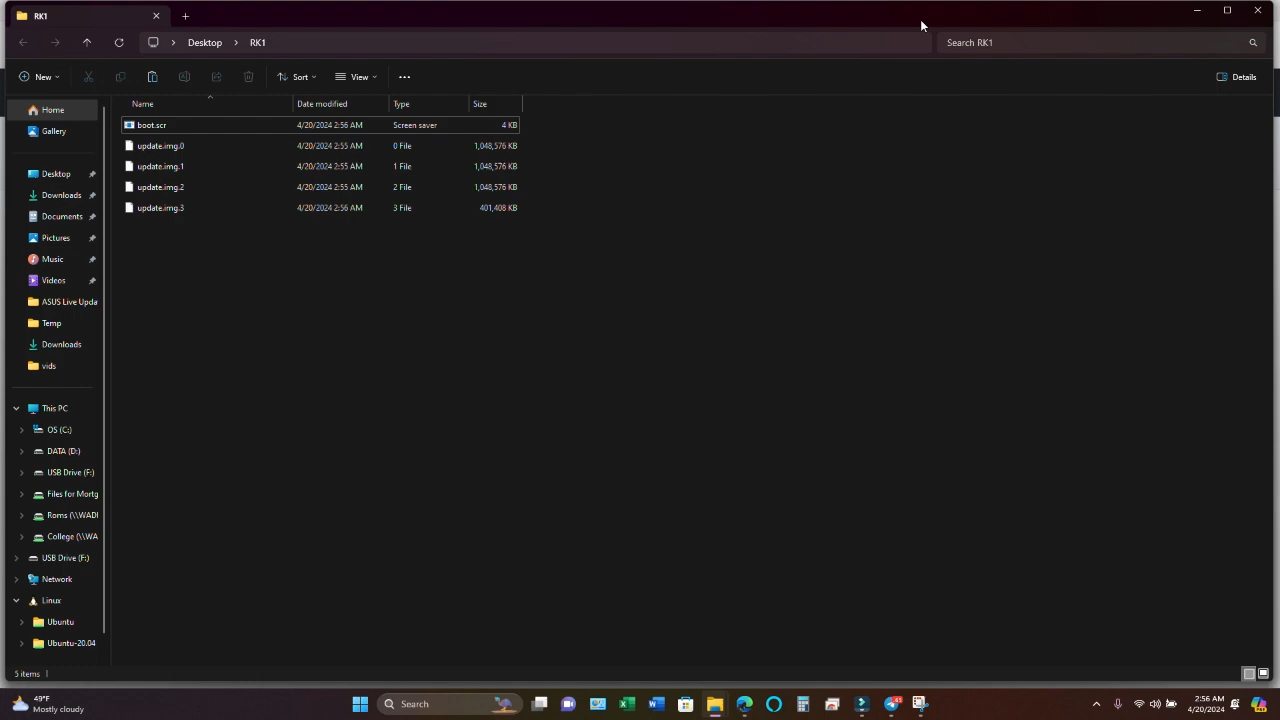 RK1
Desktop
RK1
Search RK1
New
Sort
View
Details
Name
Date modified
Type
Size
Home
Gallery
Desktop
Downloads
Documents
Pictures
Music
Videos
ASUS Live Upda
Temp
Downloads
vids
This PC
OS (C:)
DATA (D:)
USB Drive (F:)
Files for Mortg
Roms (\\WADI
College (\\WA
USB Drive (F:)
Network
Linux
Ubuntu
Ubuntu-20.04
boot.scr 4/20/2024 2:56 AM Screen saver 4 KB
update.img.0 4/20/2024 2:55 AM 0 File 1,048,576 KB
update.img.1 4/20/2024 2:55 AM 1 File 1,048,576 KB
update.img.2 4/20/2024 2:55 AM 2 File 1,048,576 KB
update.img.3 4/20/2024 2:56 AM 3 File 401,408 KB
5 items
49°F
Mostly cloudy
Search
2:56 AM
4/20/2024